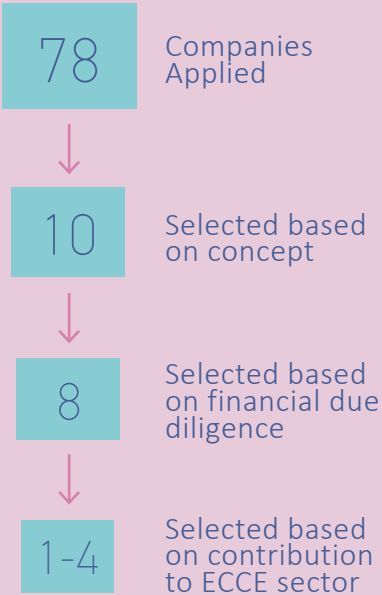 78
Companies
Applied
10
Selected based
on concept
8
Selected based
on financial due
diligence
1-4
Selected based
on contribution
to ECCE sector